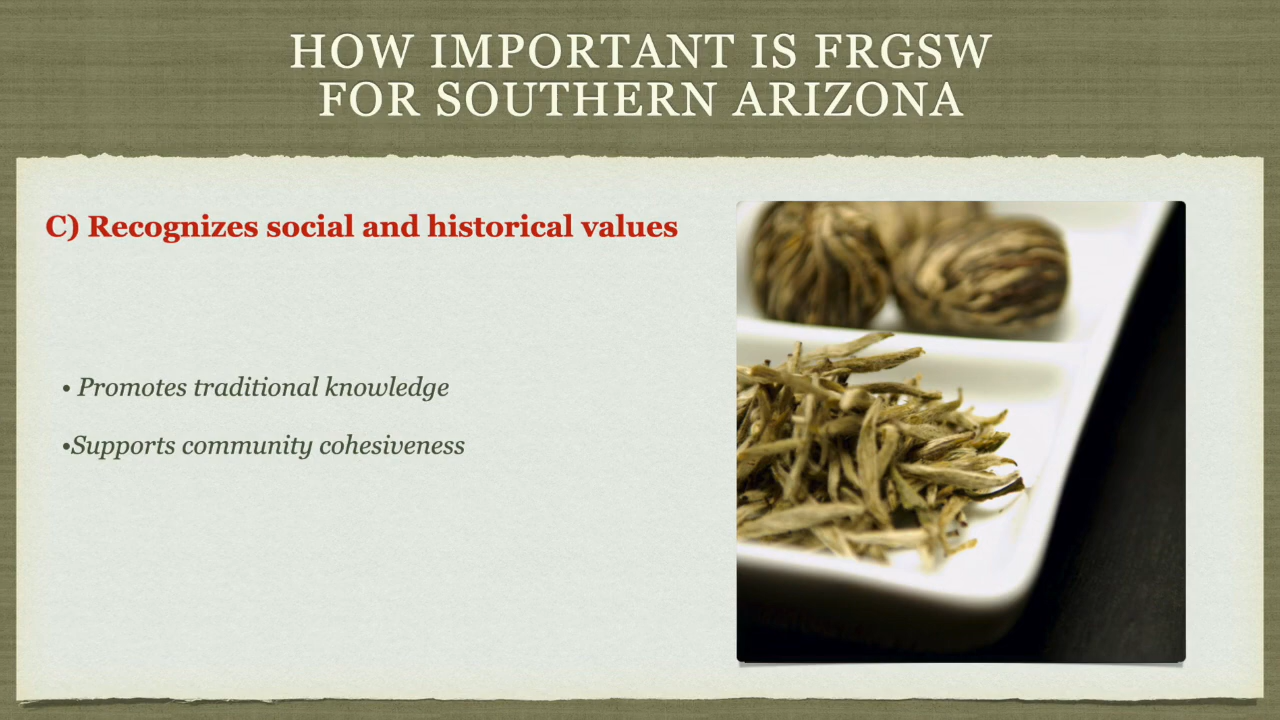 HOW IMPORTANT IS FRGSW
FOR SOUTHERN ARIZONA
C) Recognizes social and historical values
• Promotes traditional knowledge
•Supports community cohesiveness